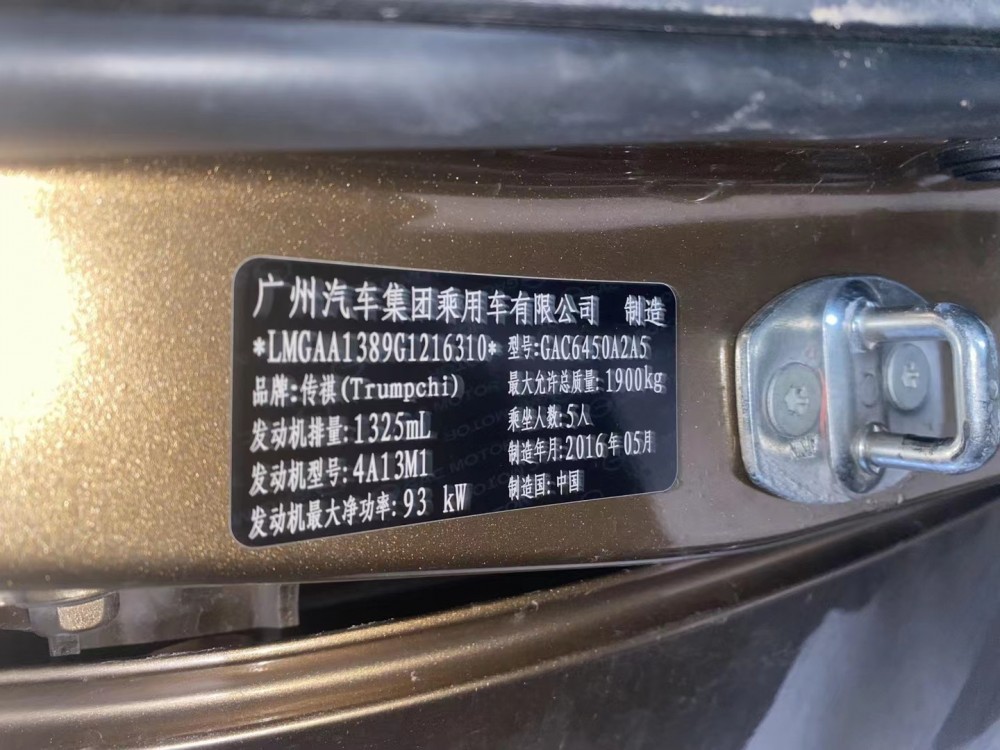 广州汽车集团乘用车有限公司 制造
*LMGAA1389G1216310* 型号:GAC6450A2A5
品牌:传祺(Trumpchi) 最大允许总质量:1900kg
发动机排量:1325mL 乘坐人数:5人
发动机型号:4A13M1 制造年月:2016年05月
发动机最大净功率:93 kW 制造国:中国